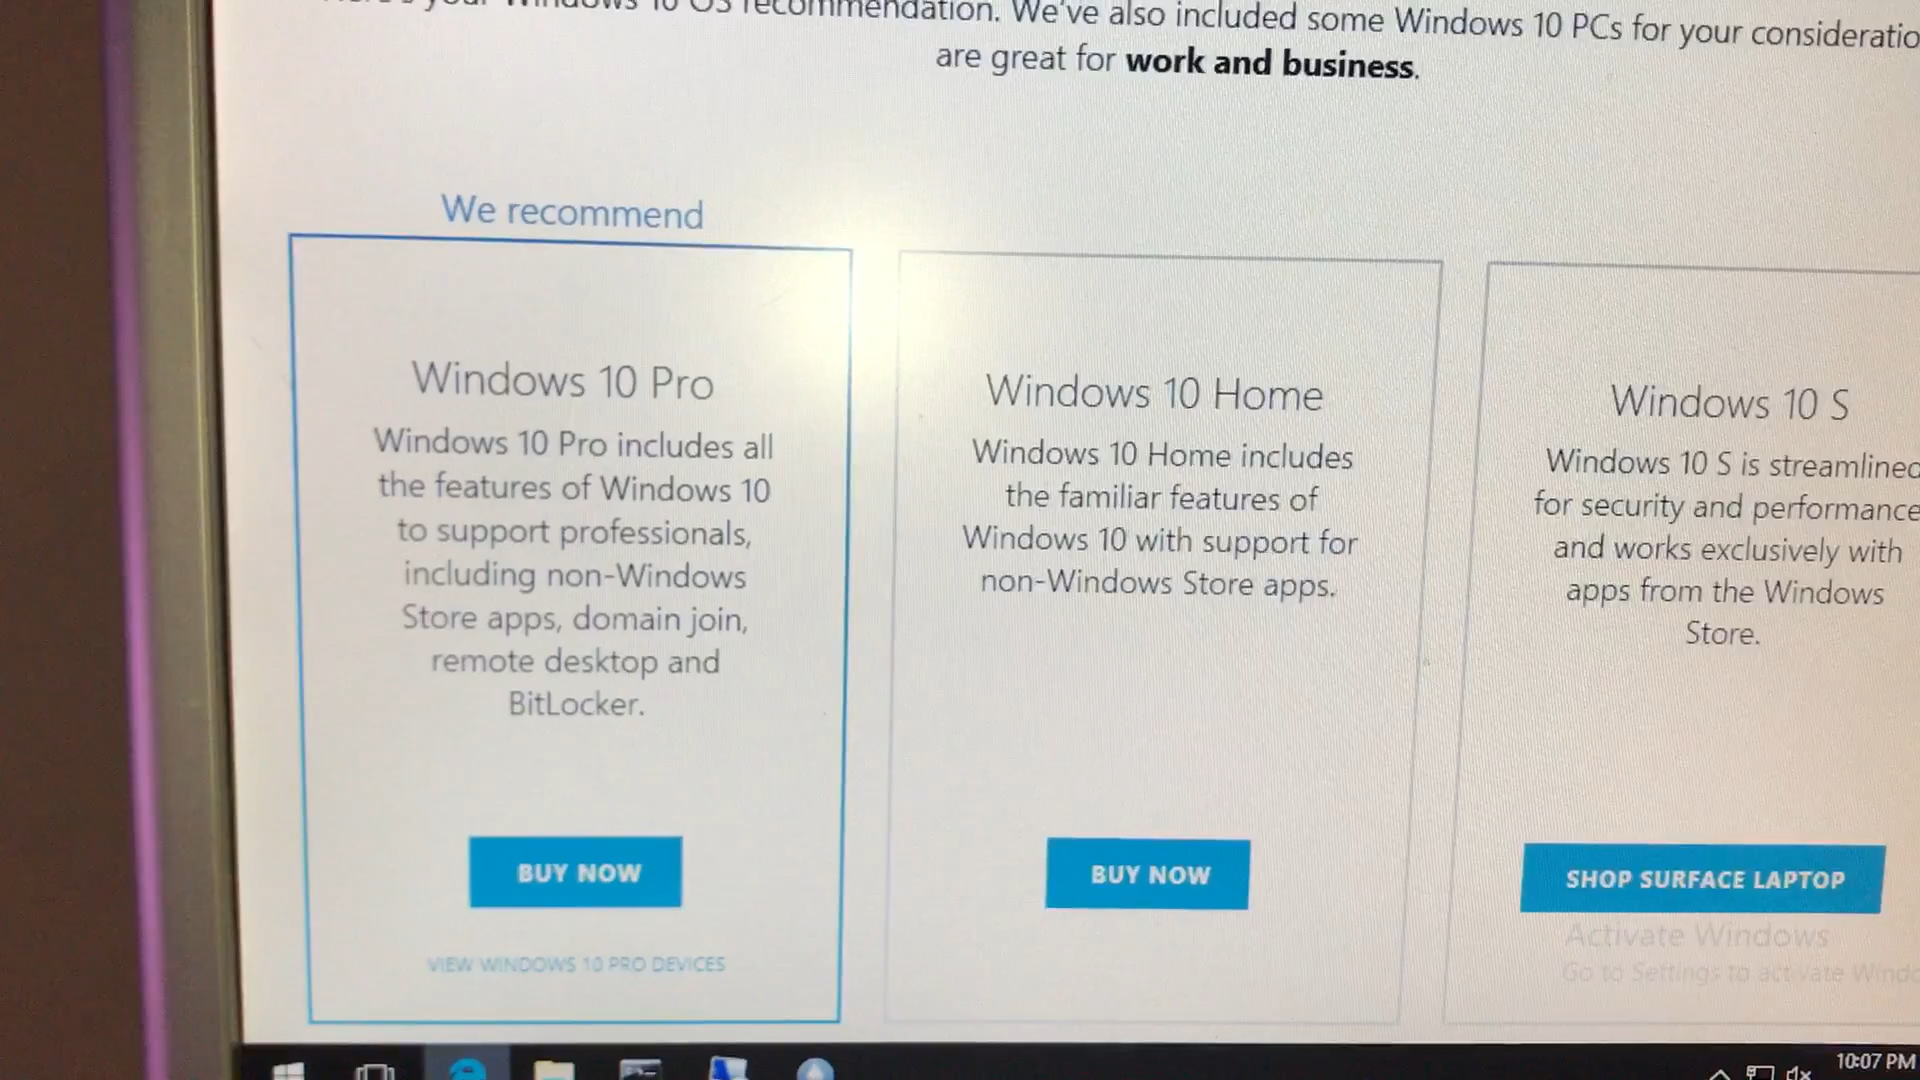 your Windows 10 OS recommendation. We've also included some Windows 10 PCs for your
are great for work and business.
We recommend
Windows 10 Pro
Windows 10 Pro includes all
the features of Windows 10
to support professionals,
including non-Windows
Store apps, domain join,
remote desktop and
BitLocker.
BUY NOW
VIEW WINDOWS 10 PRO DEVICES
Windows 10 Home
Windows 10 Home includes
the familiar features of
Windows 10 with support for
non-Windows Store apps.
BUY NOW
Windows 10 S
Windows 10 S is streamlined
for security and performance
and works exclusively with
apps from the Windows
Store.
SHOP SURFACE LAPTOP
Activate Windows
Go to Settings to activate
10:07 PM